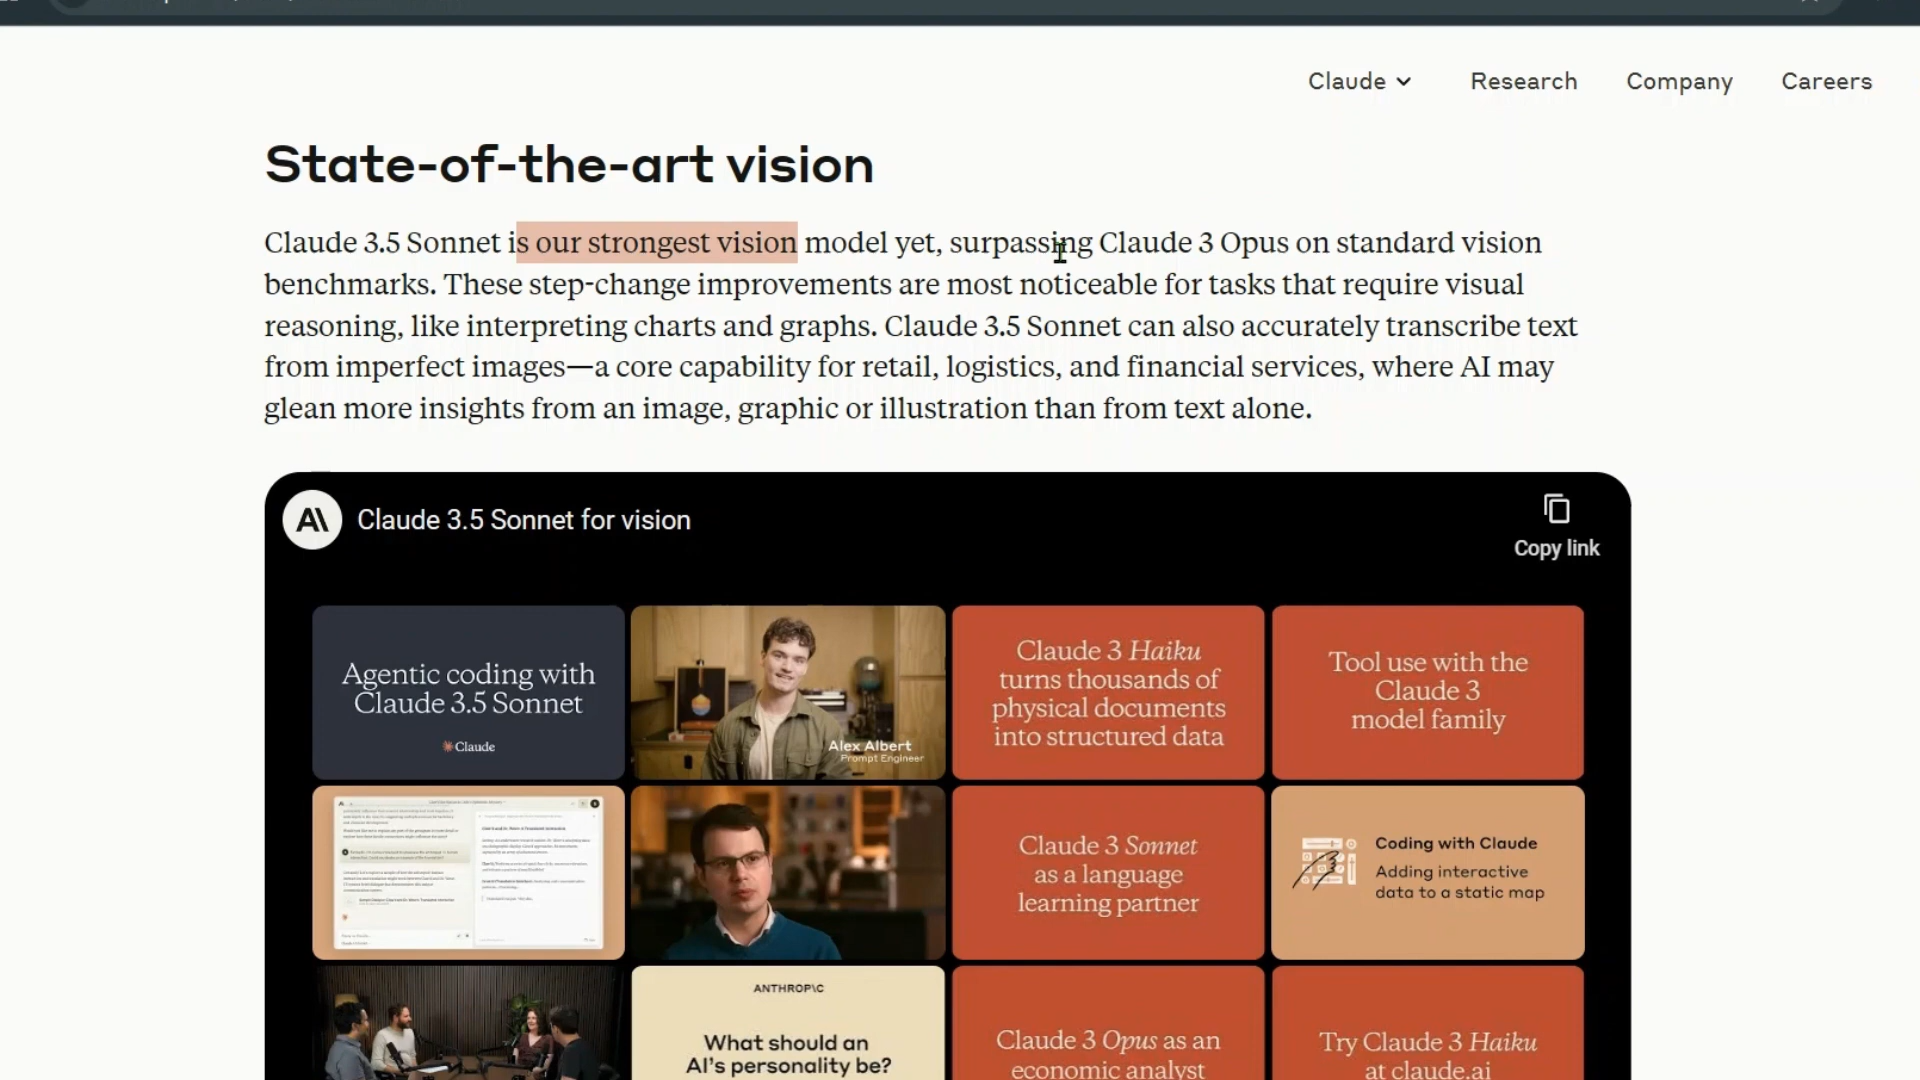 Claude Research Company Careers
State-of-the-art vision
Claude 3.5 Sonnet is our strongest vision model yet, surpassing Claude 3 Opus on standard vision
benchmarks. These step-change improvements are most noticeable for tasks that require visual
reasoning, like interpreting charts and graphs. Claude 3.5 Sonnet can also accurately transcribe text
from imperfect images—a core capability for retail, logistics, and financial services, where AI may
glean more insights from an image, graphic or illustration than from text alone.
A\ Claude 3.5 Sonnet for vision
Copy link
Agentic coding with
Claude 3.5 Sonnet
Claude
Alex Albert
Prompt Engineer
Claude 3 Haiku
turns thousands of
physical documents
into structured data
Tool use with the
Claude 3
model family
Claude 3 Sonnet
as a language
learning partner
Coding with Claude
Adding interactive
data to a static map
ANTHROP\C
What should an
AI's personality be?
Claude 3 Opus as an
economic analyst
Try Claude 3 Haiku
at claude.ai